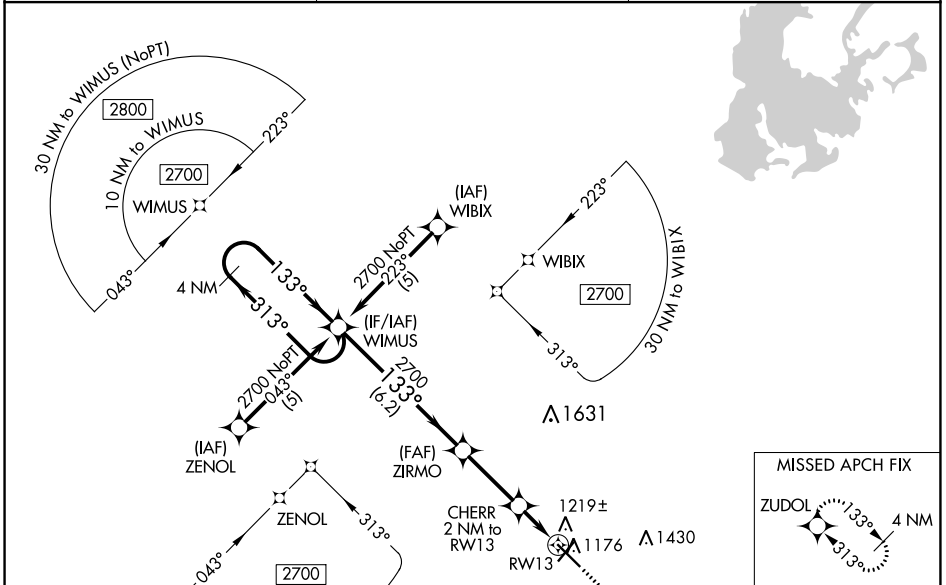 30 NM to WIMUS (NoPT)
2800
10 NM to WIMUS
2700
223°
WIMUS
043°
(IAF)
WIBIX
2700 NoPT
223°
(5)
223°
WIBIX
2700
30 NM to WIBIX
313°
4 NM
133°
313°
(IF/IAF)
WIMUS
2700 NoPT
043°
(5)
2700
133°
(6.2)
(IAF)
ZENOL
1631
(FAF)
ZIRMO
ZENOL
313°
043°
2700
CHERR
2 NM to
RW13
1219±
1176
1430
RW13
MISSED APCH FIX
ZUDOL
133°
4 NM
313°